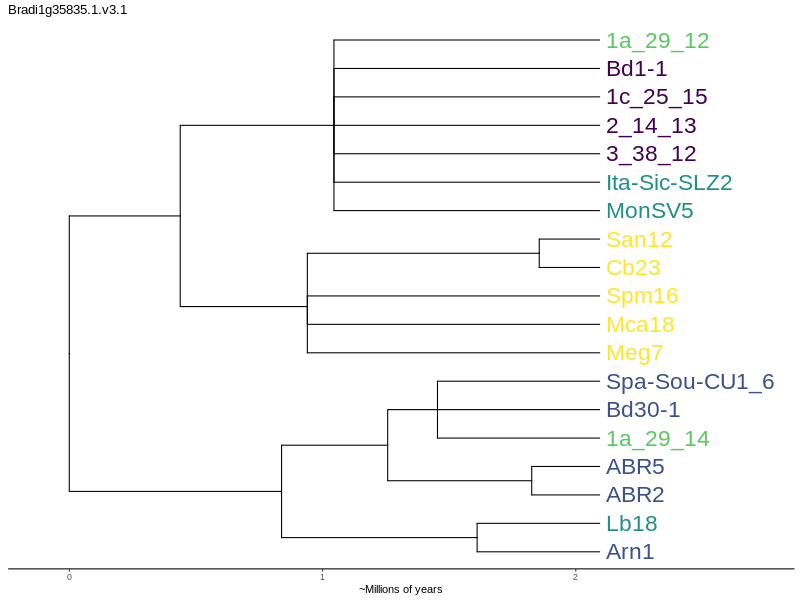 Bradi1g35835.1.v3.1
1a_29_12
Bd1-1
1c_25_15
2_14_13
3_38_12
Ita-Sic-SLZ2
MonSV5
San12
Cb23
Spm16
Mca18
Meg7
Spa-Sou-CU1_6
Bd30-1
1a_29_14
ABR5
ABR2
Lb18
Arn1
0 1 2
~Millions of years